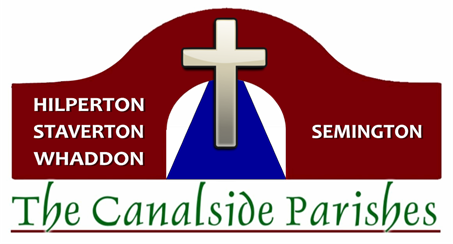 HILPERTON
STAVERTON
WHADDON
SEMINGTON
The Canalside Parishes